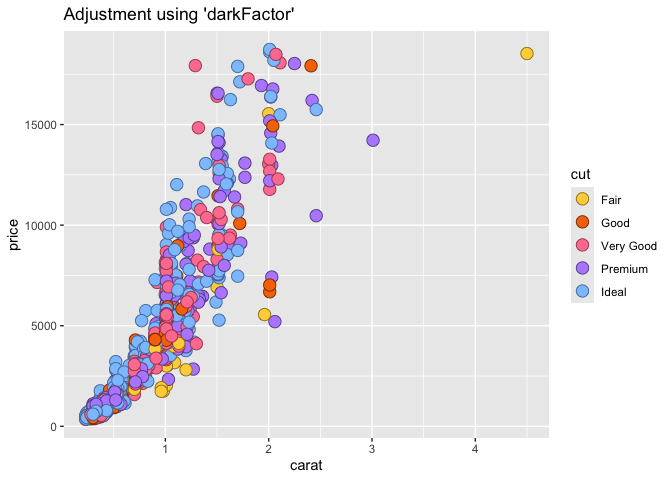 Adjustment using 'darkFactor'
15000
10000
5000
0
price
1
2
3
4
carat
cut
Fair
Good
Very Good
Premium
Ideal